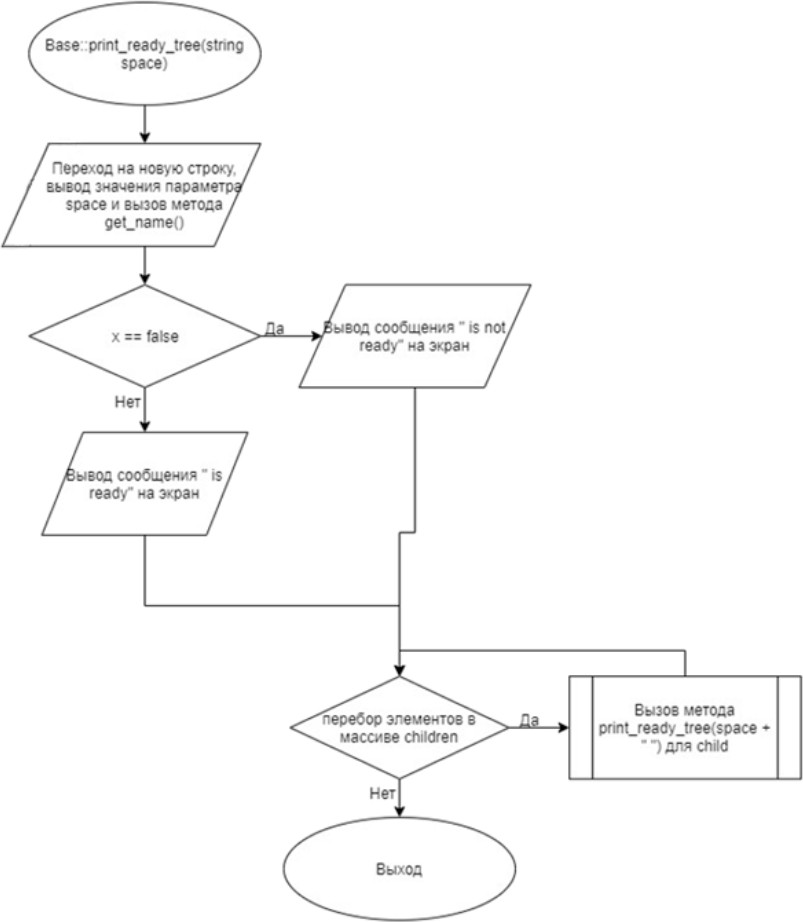 Base::print_ready_tree(string
space)
Переход на новую строку,
вывод значения параметра
space и вызов метода
get_name()
x == false
Да
Вывод сообщения " is not
ready" на экран
Нет
Вывод сообщения " is
ready" на экран
перебор элементов в
массиве children
Да
Вызов метода
print_ready_tree(space +
" ") для child
Нет
Выход